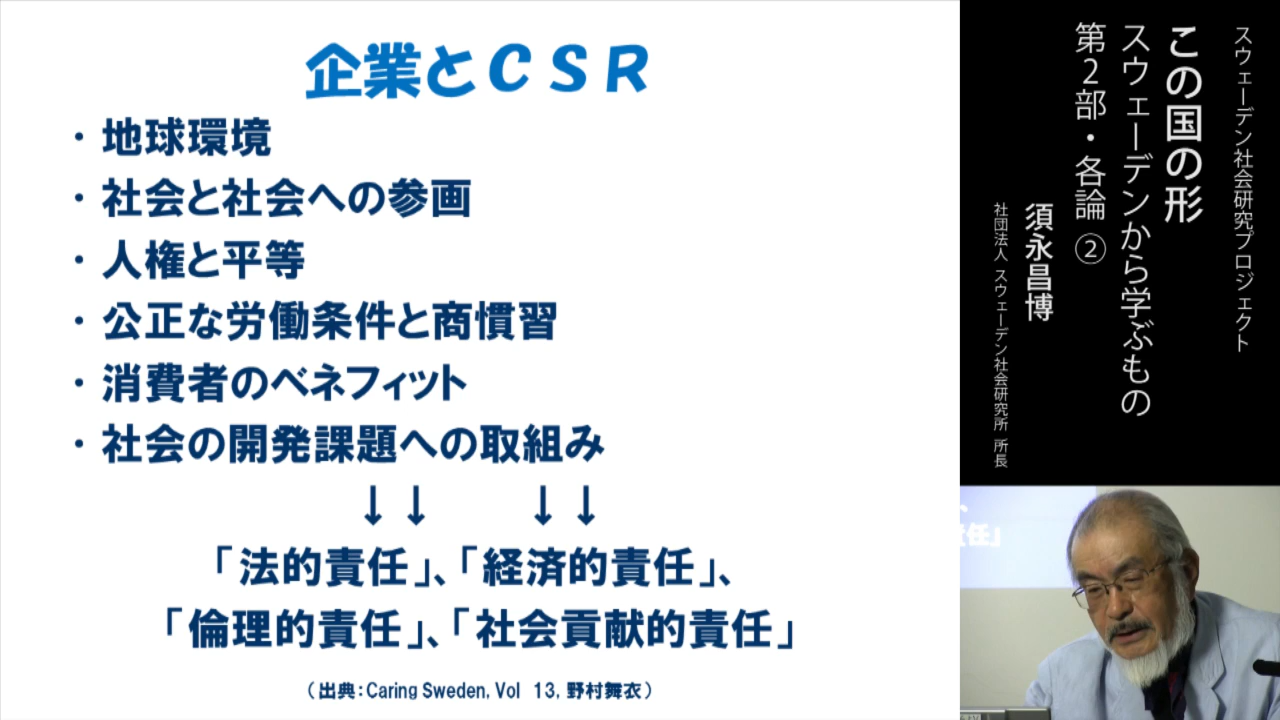 企業とＣＳＲ
・地球環境
・社会と社会への参画
・人権と平等
・公正な労働条件と商慣習
・消費者のベネフィット
・社会の開発課題への取組み
↓↓　　↓↓
「法的責任」、「経済的責任」、
「倫理的責任」、「社会貢献的責任」
（出典：Caring Sweden, Vol　13, 野村舞衣）
スウェーデン社会研究プロジェクト
この国の形
スウェーデンから学ぶもの
第２部・各論 ②
須永昌博
社団法人 スウェーデン社会研究所 所長
、
責任」